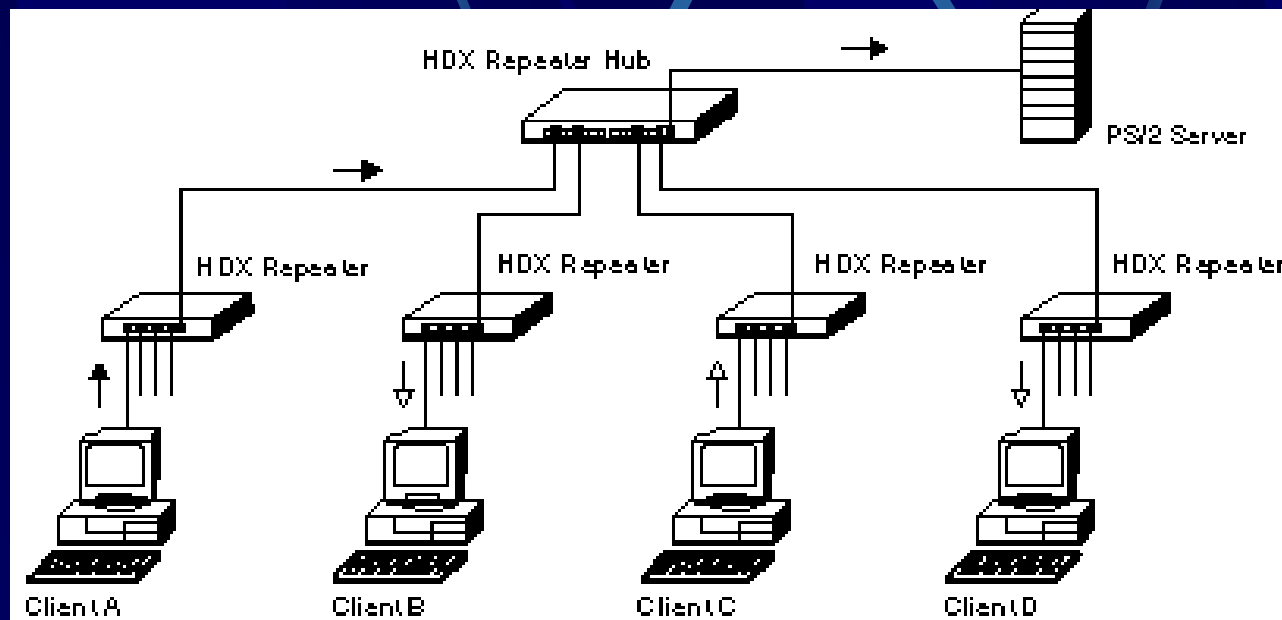 HDX Repeater Hub
PS/2 Server
HDX Repeater
HDX Repeater
HDX Repeater
HDX Repeater
Client A
Client B
Client C
Client D